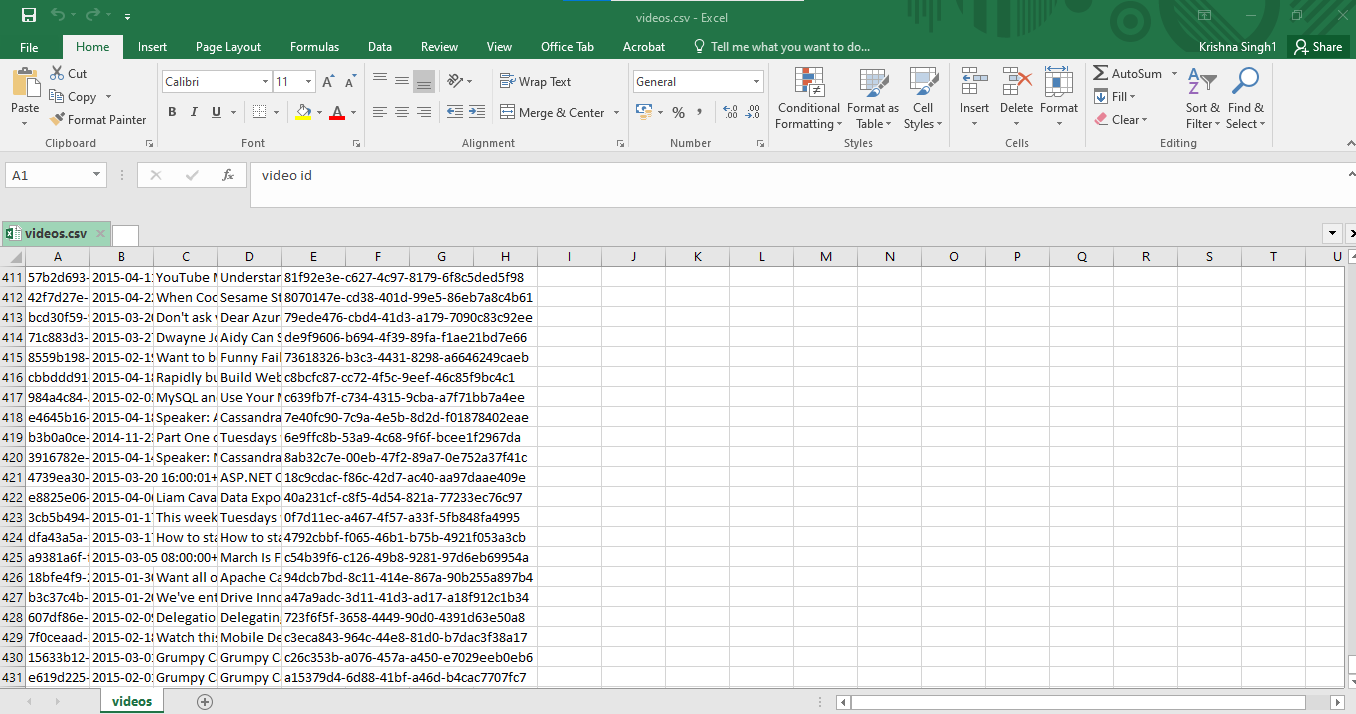 videos.csv - Excel
File Home Insert Page Layout Formulas Data Review View Office Tab Acrobat Tell me what you want to do... Krishna Singh1 Share
Paste
Cut
Copy
Format Painter
Clipboard
Calibri 11
B I U
Font
Wrap Text
Merge & Center
Alignment
General
% ,
Number
Conditional Formatting
Format as Table
Cell Styles
Styles
Insert Delete Format
Cells
AutoSum
Fill
Clear
Sort & Filter
Find & Select
Editing
A1 fx video id
videos.csv
A B C D E F G H I J K L M N O P Q R S T U
411 57b2d693- 2015-04-1 YouTube Understan 81f92e3e-c627-4c97-8179-6f8c5ded5f98
412 42f7d27e- 2015-04-2 When Coo Sesame St 8070147e-cd38-401d-99e5-86eb7a8c4b61
413 bcd30f59- 2015-03-2 Don't ask Dear Azur 79ede476-cbd4-41d3-a179-7090c83c92ee
414 71c883d3- 2015-03-2 Dwayne Jo Aidy Can S de9f9606-b694-4f39-89fa-f1ae21bd7e66
415 8559b198- 2015-02-1 Want to b Funny Fail 73618326-b3c3-4431-8298-a6646249caeb
416 cbbddd91 2015-04-1 Rapidly bu Build Web c8bcfc87-cc72-4f5c-9eef-46c85f9bc4c1
417 984a4c84- 2015-02-0 MySQL an Use Your M c639fb7f-c734-4315-9cba-a7f71bb7a4ee
418 e4645b16- 2015-04-1 Speaker: A Cassandra 7e40fc90-7c9a-4e5b-8d2d-f01878402eae
419 b3b0a0ce- 2014-11-2 Part One o Tuesdays 6e9ffc8b-53a9-4c68-9f6f-bcee1f2967da
420 3916782e- 2015-04-1 Speaker: Cassandra 8ab32c7e-00eb-47f2-89a7-0e752a37f41c
421 4739ea30- 2015-03-20 16:00:01+ ASP.NET C 18c9cdac-f86c-42d7-ac40-aa97daae409e
422 e8825e06- 2015-04-0 Liam Cava Data Expo 40a231cf-c8f5-4d54-821a-77233ec76c97
423 3cb5b494- 2015-01-1 This week Tuesdays 0f7d11ec-a467-4f57-a33f-5fb848fa4995
424 dfa43a5a- 2015-03-1 How to sta How to sta 4792cbbf-f065-46b1-b75b-4921f053a3cb
425 a9381a6f- 2015-03-05 08:00:00+ March Is F c54b39f6-c126-49b8-9281-97d6eb69954a
426 18bfe4f9- 2015-01-3 Want all o Apache Ca 94dcb7bd-8c11-414e-867a-90b255a897b4
427 b3c37c4b- 2015-01-2 We've ent Drive Inno a47a9adc-3d11-41d3-ad17-a18f912c1b34
428 607df86e- 2015-02-0 Delegatio Delegating 723f6f5f-3658-4449-90d0-4391d63e50a8
429 7f0ceaad- 2015-02-1 Watch this Mobile De c3eca843-964c-44e8-81d0-b7dac3f38a17
430 15633b12- 2015-03-0 Grumpy C Grumpy C c26c353b-a076-457a-a450-e7029eeb0eb6
431 e619d225- 2015-02-0 Grumpy C Grumpy C a15379d4-6d88-41bf-a46d-b4cac7707fc7
videos